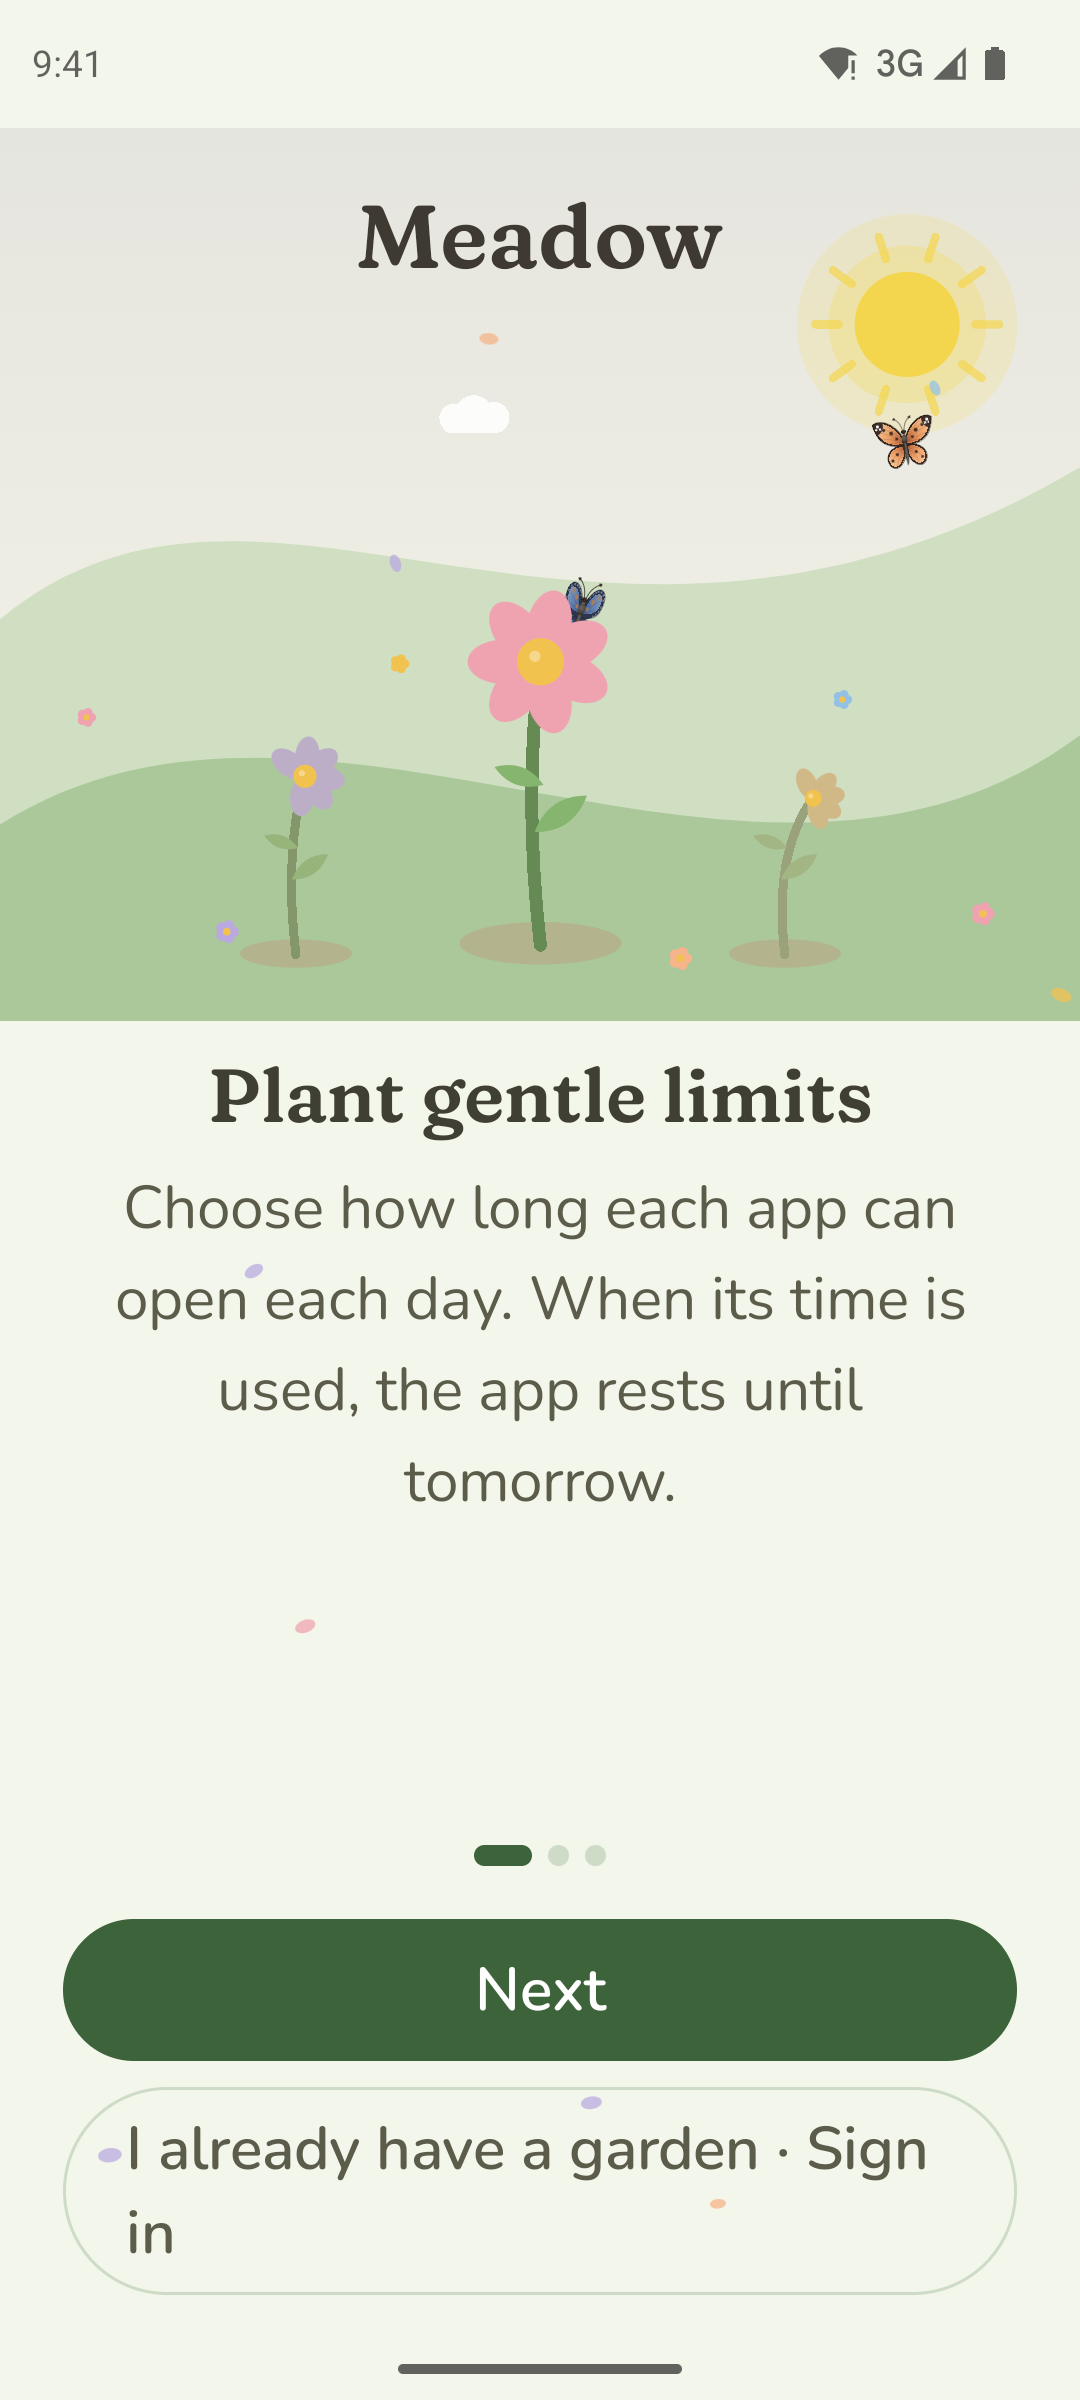 9:41
3G
Meadow
Plant gentle limits
Choose how long each app can
open each day. When its time is
used, the app rests until
tomorrow.
Next
I already have a garden · Sign
in